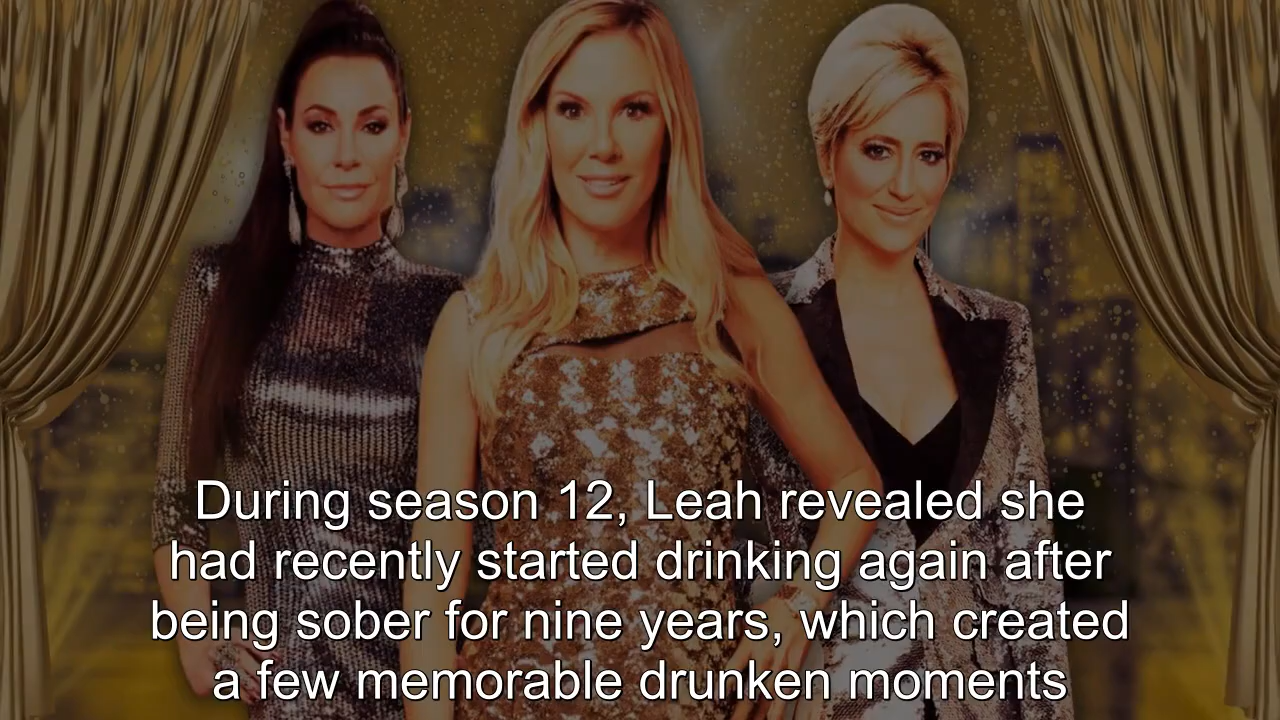 During season 12, Leah revealed she
had recently started drinking again after
being sober for nine years, which created
a few memorable drunken moments